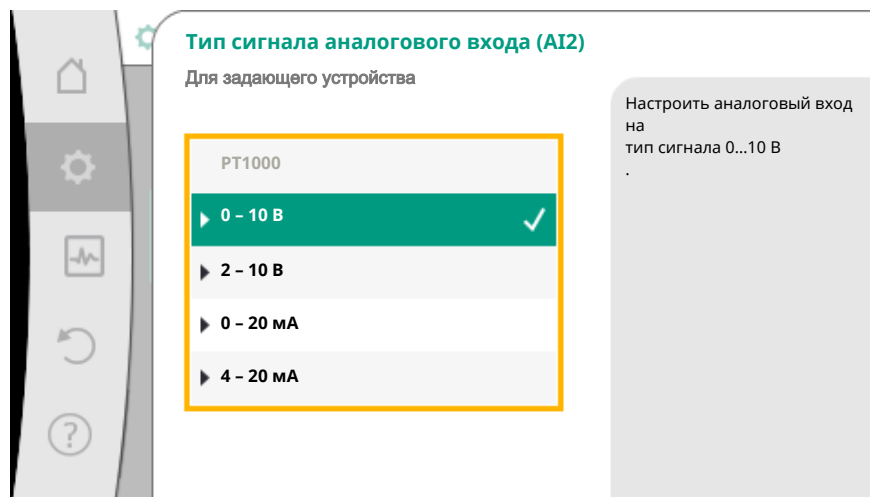 Тип сигнала аналогового входа (AI2)
Для задающего устройства
PT1000
0 – 10 В
2 – 10 В
0 – 20 мА
4 – 20 мА
Настроить аналоговый вход
на
тип сигнала 0...10 В
.
?